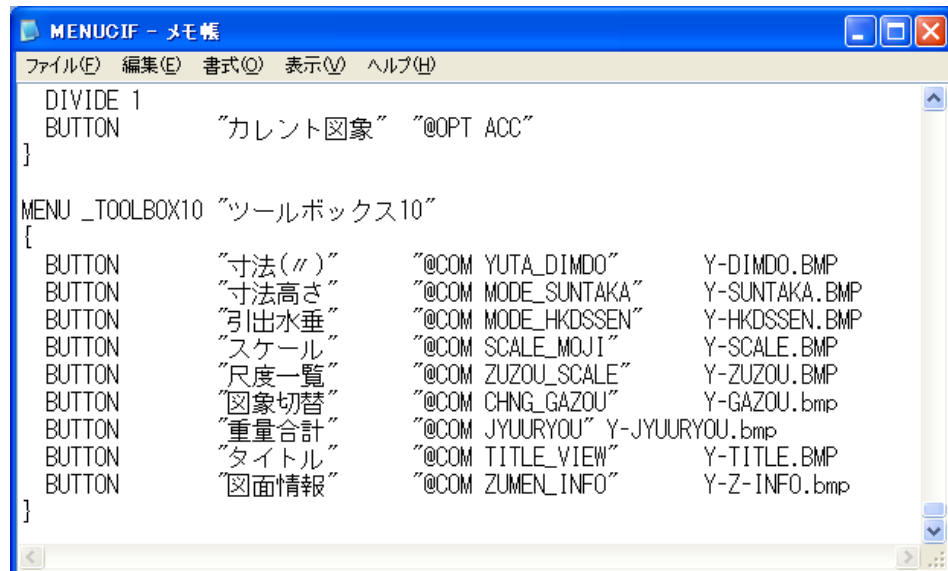 MENUCIF - メモ帳
ファイル(F) 編集(E) 書式(O) 表示(V) ヘルプ(H)
DIVIDE 1
BUTTON "カレント図象" "@OPT ACC"
}
MENU _TOOLBOX10 "ツールボックス10"
{
BUTTON "寸法(〃)" "@COM YUTA_DIMDO" Y-DIMDO.BMP
BUTTON "寸法高さ" "@COM MODE_SUNTAKA" Y-SUNTAKA.BMP
BUTTON "引出水垂" "@COM MODE_HKDSSEN" Y-HKDSSEN.BMP
BUTTON "スケール" "@COM SCALE_MOJI" Y-SCALE.BMP
BUTTON "尺度一覧" "@COM ZUZOU_SCALE" Y-ZUZOU.BMP
BUTTON "図象切替" "@COM CHNG_GAZOU" Y-GAZOU.bmp
BUTTON "重量合計" "@COM JYUURYOU" Y-JYUURYOU.bmp
BUTTON "タイトル" "@COM TITLE_VIEW" Y-TITLE.BMP
BUTTON "図面情報" "@COM ZUMEN_INFO" Y-Z-INFO.bmp
}